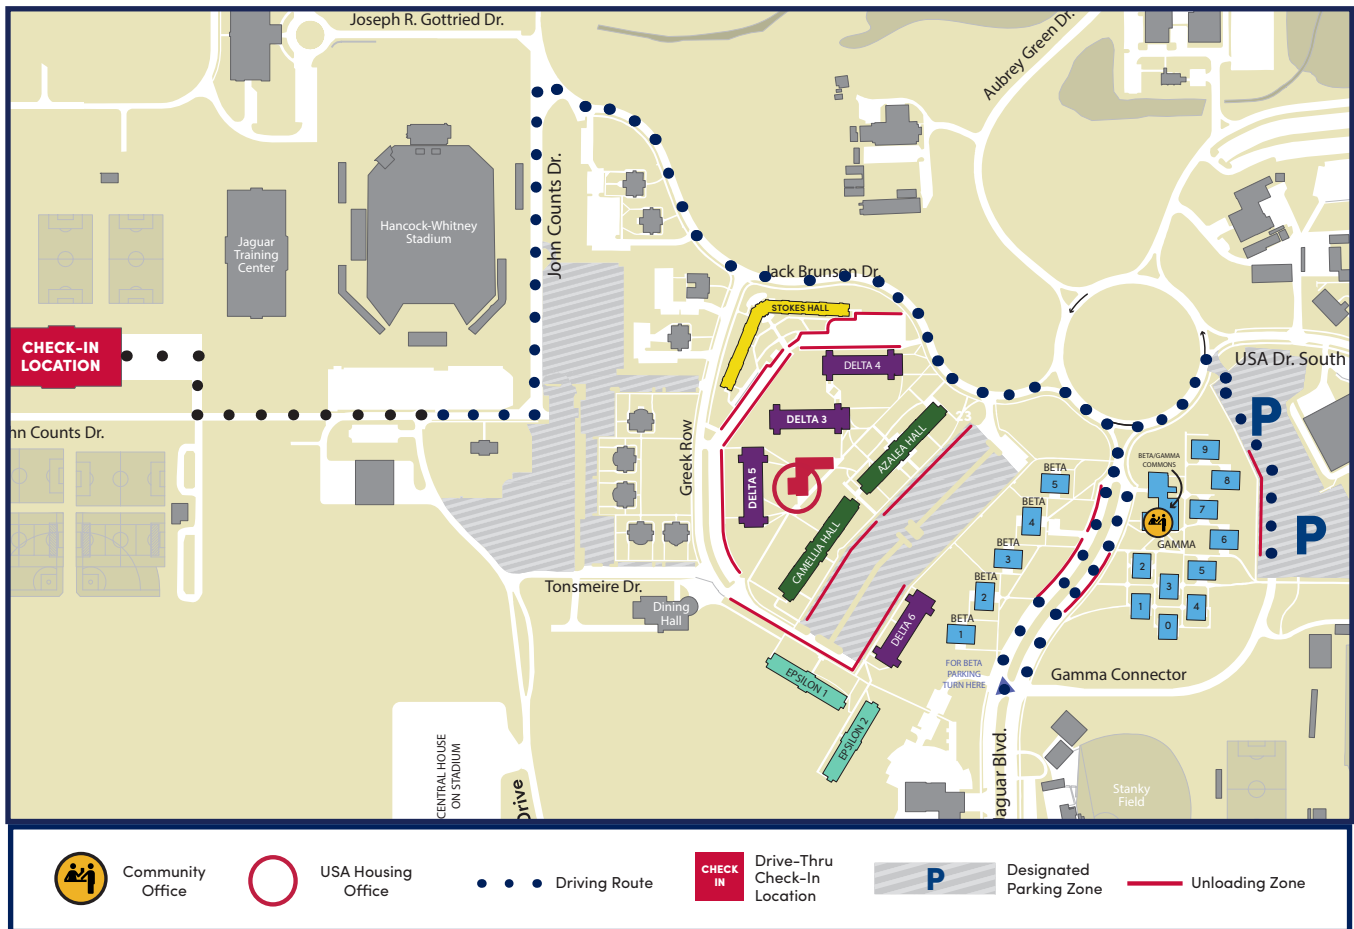 Joseph R. Gottried Dr.
Aubrey Green Dr.
John Counts Dr.
Hancock-Whitney
Stadium
Jaguar
Training
Center
Jack Brunson Dr.
STOKES HALL
CHECK-IN
LOCATION
USA Dr. South
DELTA 4
DELTA 3
23
P
nn Counts Dr.
Greek Row
AZALEA HALL
DELTA 5
BETA/GAMMA
COMMONS
9
BETA
5
8
BETA
4
7
P
CAMELLIA HALL
GAMMA
6
BETA
3
2
5
Tonsmeire Dr.
BETA
2
3
Dining
Hall
1
4
DELTA 6
BETA
1
0
FOR BETA
PARKING
TURN HERE
EPSILON 1
Gamma Connector
EPSILON 2
CENTRAL HOUSE
ON STADIUM
Drive
Jaguar Blvd.
Stanky
Field
Community
Office
USA Housing
Office
Driving Route
CHECK
IN
Drive-Thru
Check-In
Location
P
Designated
Parking Zone
Unloading Zone